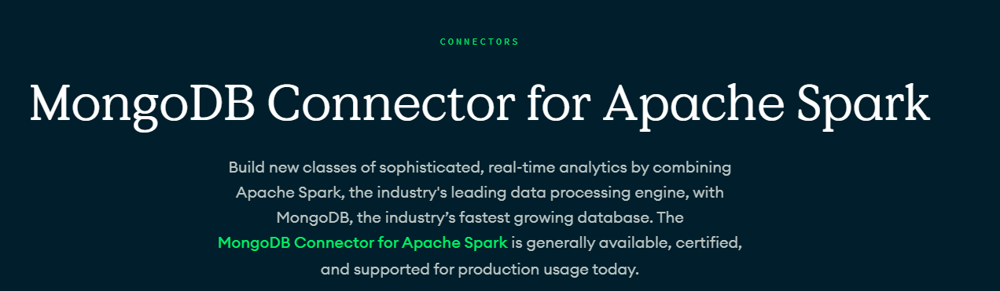 CONNECTORS
MongoDB Connector for Apache Spark
Build new classes of sophisticated, real-time analytics by combining
Apache Spark, the industry's leading data processing engine, with
MongoDB, the industry’s fastest growing database. The
MongoDB Connector for Apache Spark is generally available, certified,
and supported for production usage today.